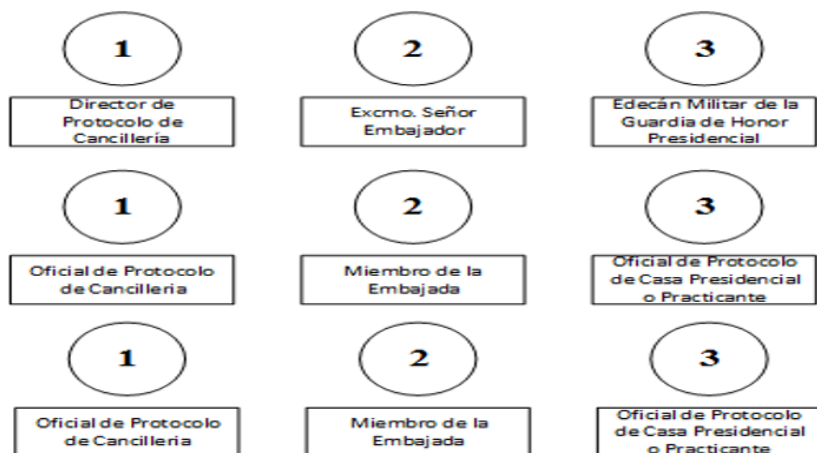 1 2 3
Director de
Protocolo de
Cancillería
Excmo. Señor
Embajador
Edecán Militar de la
Guardia de Honor
Presidencial
1 2 3
Oficial de Protocolo
de Cancilleria
Miembro de la
Embajada
Oficial de Protocolo
de Casa Presidencial
o Practicante
1 2 3
Oficial de Protocolo
de Cancilleria
Miembro de la
Embajada
Oficial de Protocolo
de Casa Presidencial
o Practicante